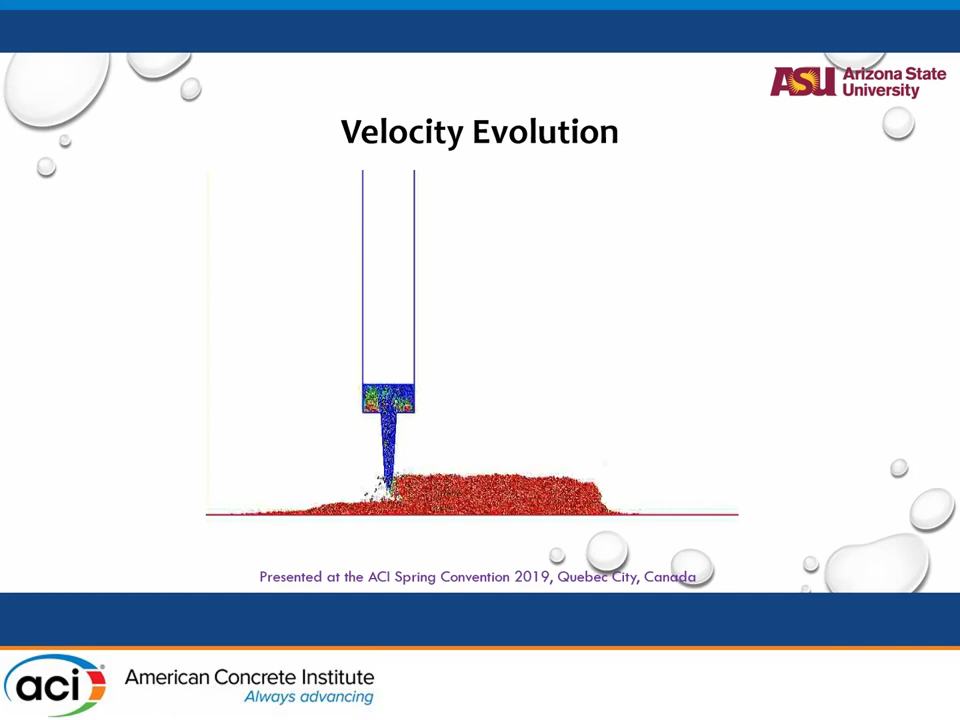 ASU Arizona State
University
Velocity Evolution
Presented at the ACI Spring Convention 2019, Quebec City, Canada
aci American Concrete Institute
Always advancing